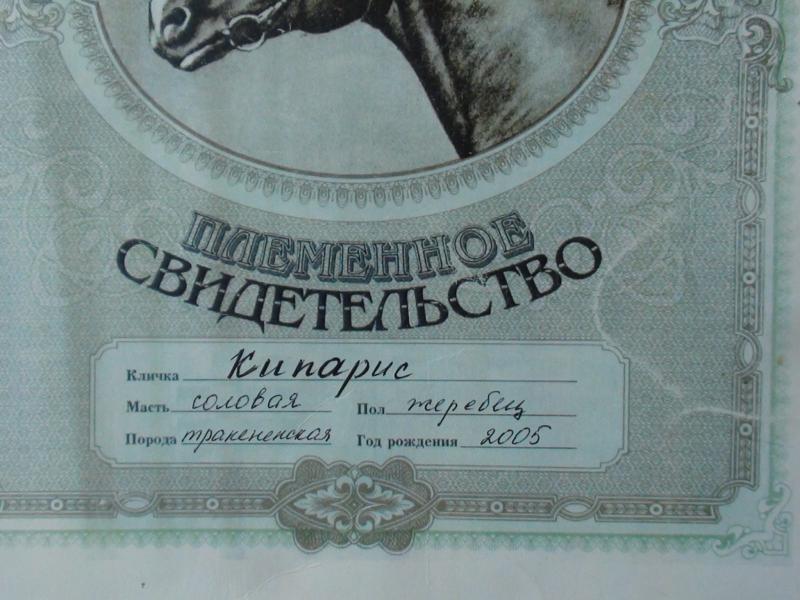 ПЛЕМЕННОЕ
СВИДЕТЕЛЬСТВО
Кличка Кипарис
Масть соловая Пол жеребец
Порода тракененская Год рождения 2005